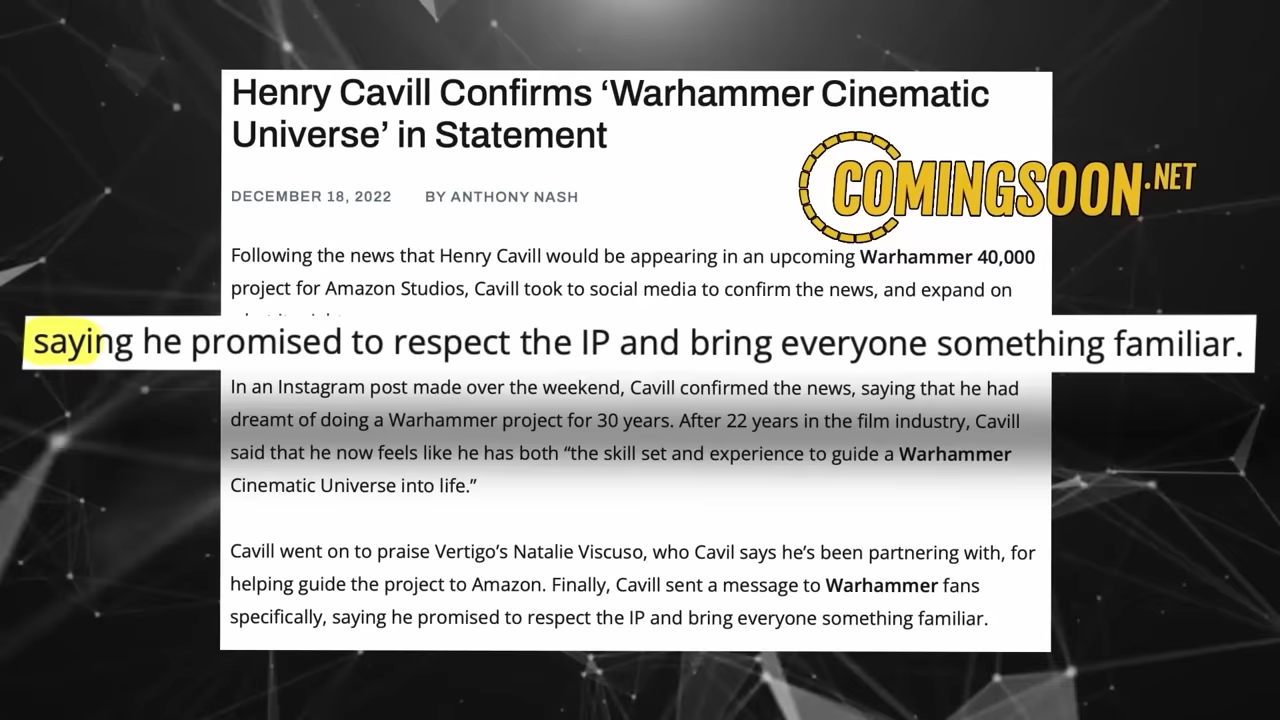 Henry Cavill Confirms ‘Warhammer Cinematic
Universe’ in Statement
DECEMBER 18, 2022 BY ANTHONY NASH
COMINGSOON.NET
Following the news that Henry Cavill would be appearing in an upcoming Warhammer 40,000
project for Amazon Studios, Cavill took to social media to confirm the news, and expand on
saying he promised to respect the IP and bring everyone something familiar.
In an Instagram post made over the weekend, Cavill confirmed the news, saying that he had
dreamt of doing a Warhammer project for 30 years. After 22 years in the film industry, Cavill
said that he now feels like he has both “the skill set and experience to guide a Warhammer
Cinematic Universe into life.”
Cavill went on to praise Vertigo’s Natalie Viscuso, who Cavil says he’s been partnering with, for
helping guide the project to Amazon. Finally, Cavill sent a message to Warhammer fans
specifically, saying he promised to respect the IP and bring everyone something familiar.